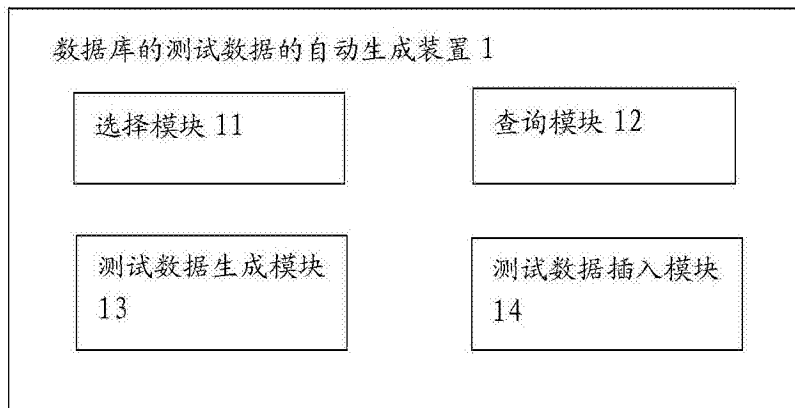 数据库的测试数据的自动生成装置 1
选择模块 11
查询模块 12
测试数据生成模块
13
测试数据插入模块
14